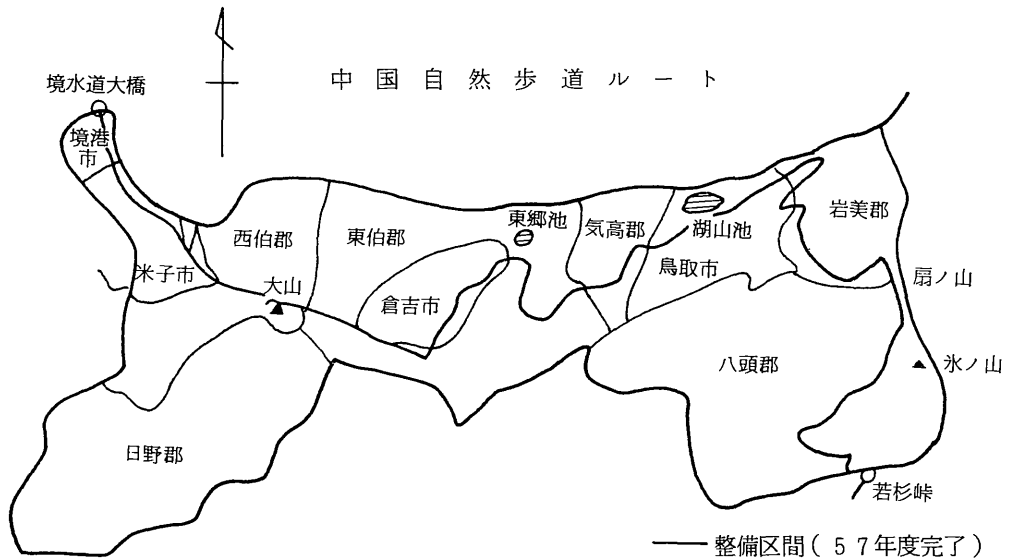 中国自然歩道ルート
境水道大橋
境港市
米子市
西伯郡
大山
東伯郡
倉吉市
東郷池
気高郡
湖山池
鳥取市
岩美郡
扇ノ山
氷ノ山
八頭郡
日野郡
若杉峠
整備区間(57年度完了)